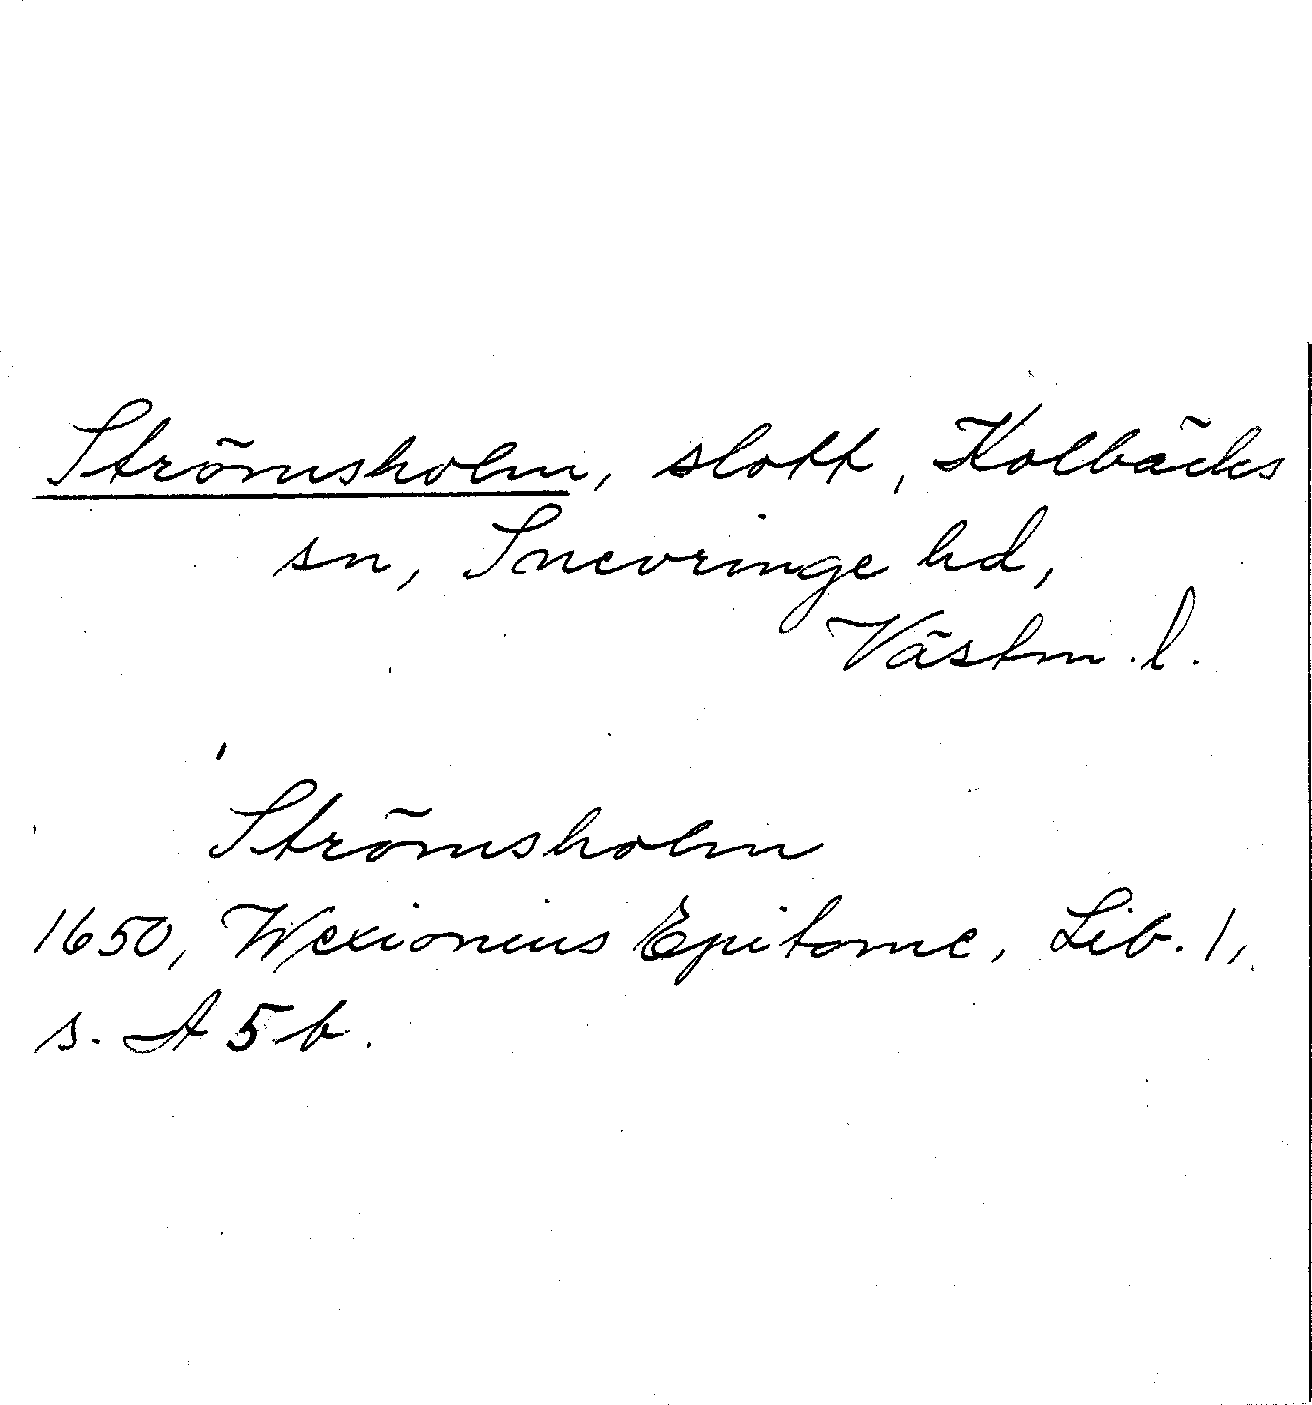 Strömsholm, slott, Kolbäcks
sn, Snevringe hd,
Västm. l.
Strömsholm
1650, Wexionius Epitome, Lib. 1,
s. A 5 b.